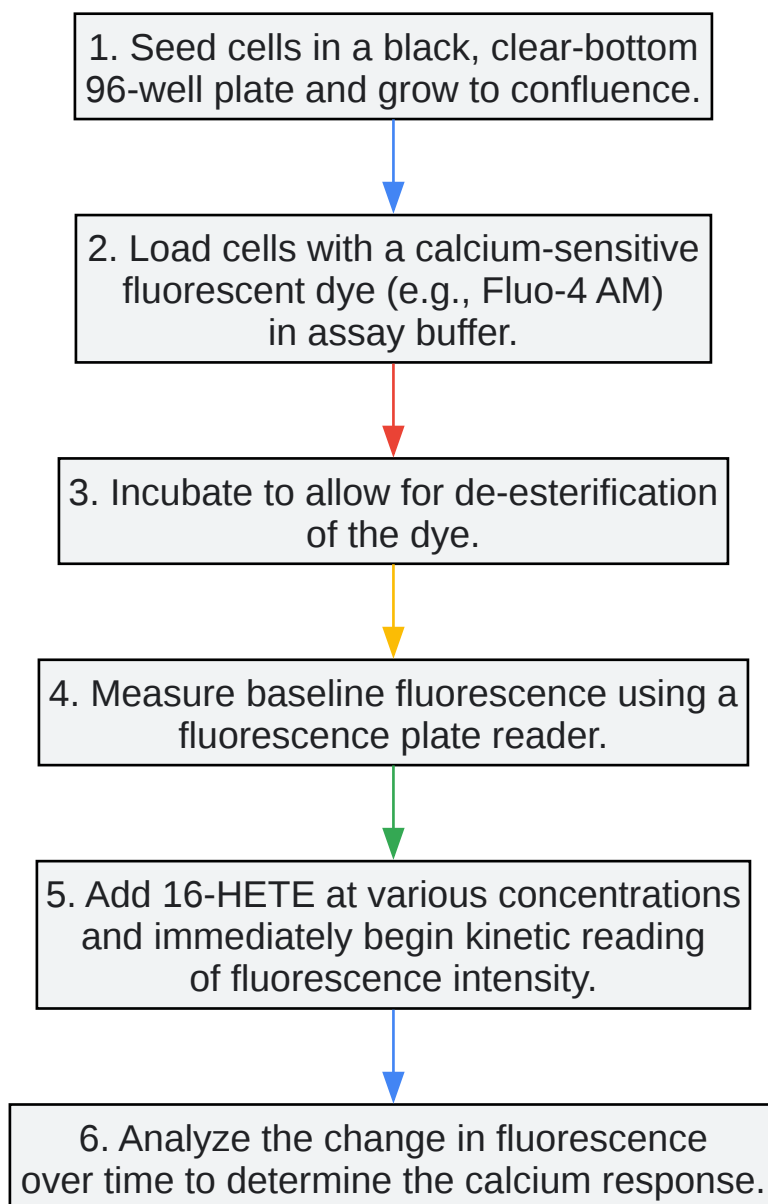 1. Seed cells in a black, clear-bottom
96-well plate and grow to confluence.
2. Load cells with a calcium-sensitive
fluorescent dye (e.g., Fluo-4 AM)
in assay buffer.
3. Incubate to allow for de-esterification
of the dye.
4. Measure baseline fluorescence using a
fluorescence plate reader.
5. Add 16-HETE at various concentrations
and immediately begin kinetic reading
of fluorescence intensity.
6. Analyze the change in fluorescence
over time to determine the calcium response.